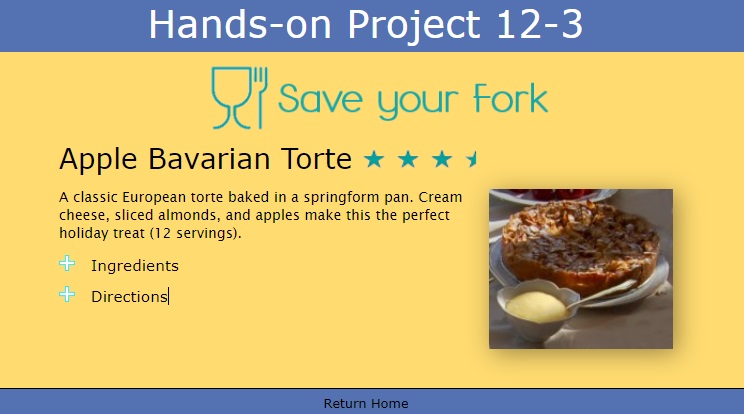 Hands-on Project 12-3
Save your Fork
Apple Bavarian Torte
A classic European torte baked in a springform pan. Cream
cheese, sliced almonds, and apples make this the perfect
holiday treat (12 servings).
Ingredients
Directions
Return Home